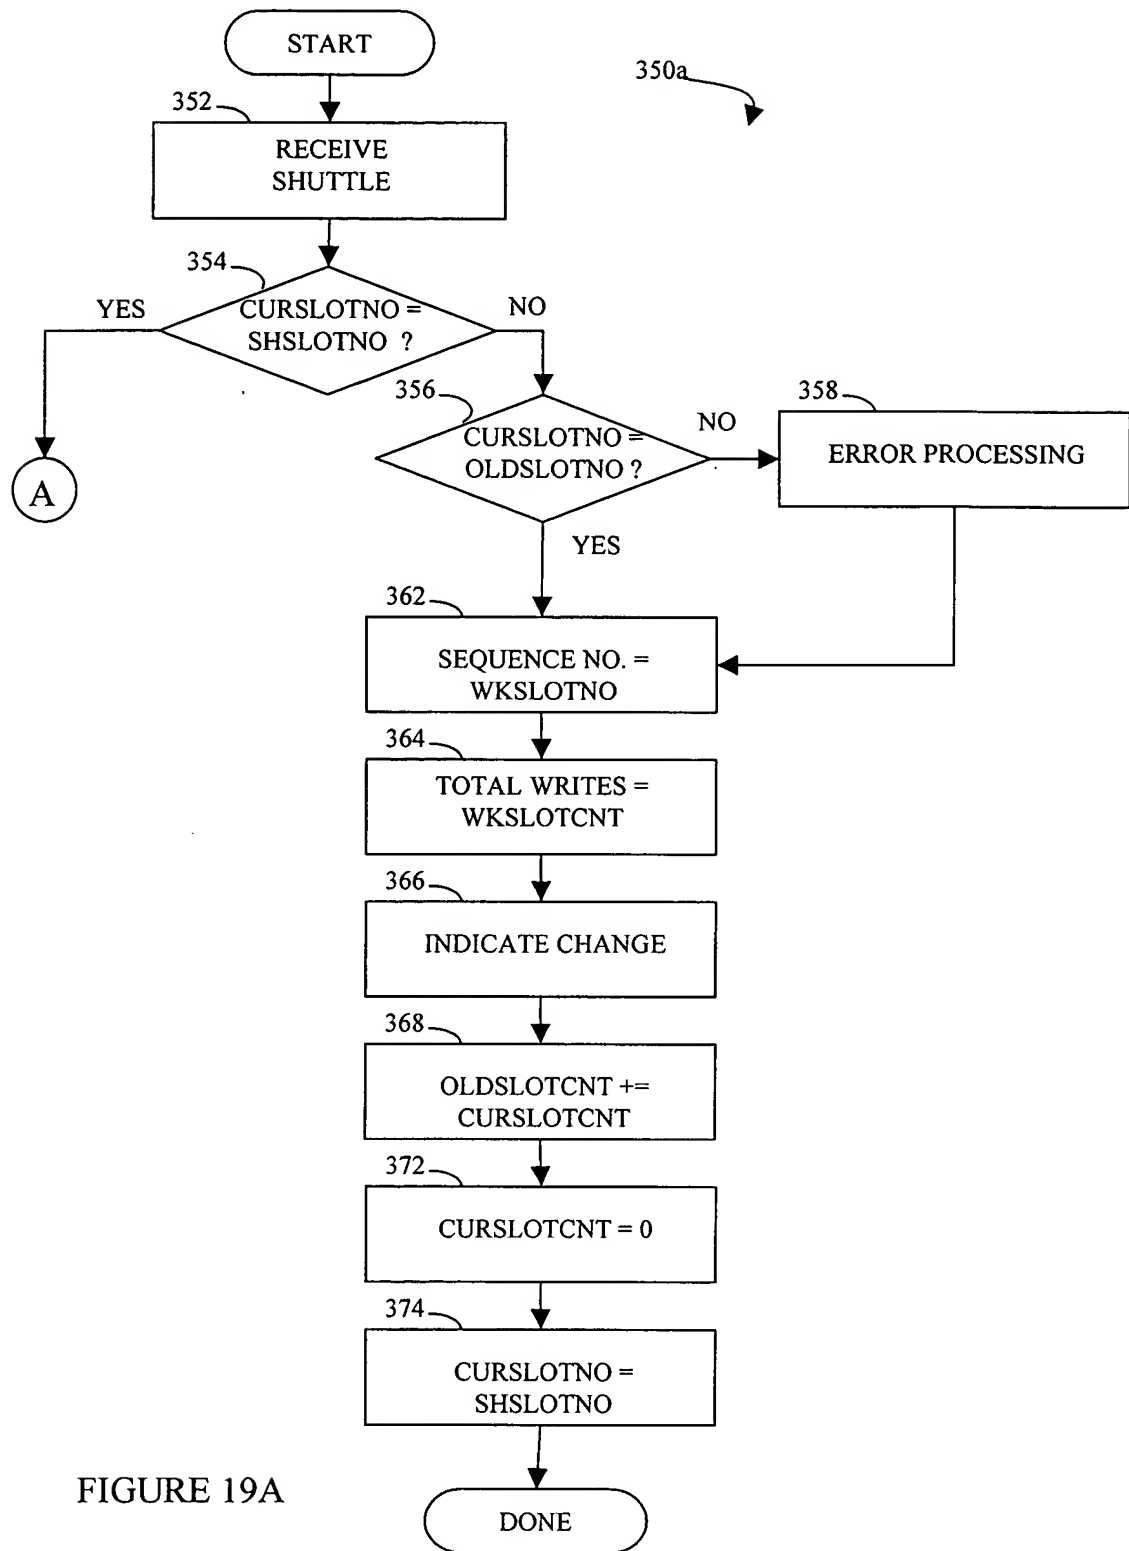 START
350a
352
RECEIVE
SHUTTLE
354
YES
CURSLOTNO =
SHSLOTNO ?
NO
A
356
CURSLOTNO =
OLDSLOTNO ?
NO
358
ERROR PROCESSING
YES
362
SEQUENCE NO. =
WKSLOTNO
364
TOTAL WRITES =
WKSLOTCNT
366
INDICATE CHANGE
368
OLDSLOTCNT +=
CURSLOTCNT
372
CURSLOTCNT = 0
374
CURSLOTNO =
SHSLOTNO
FIGURE 19A
DONE